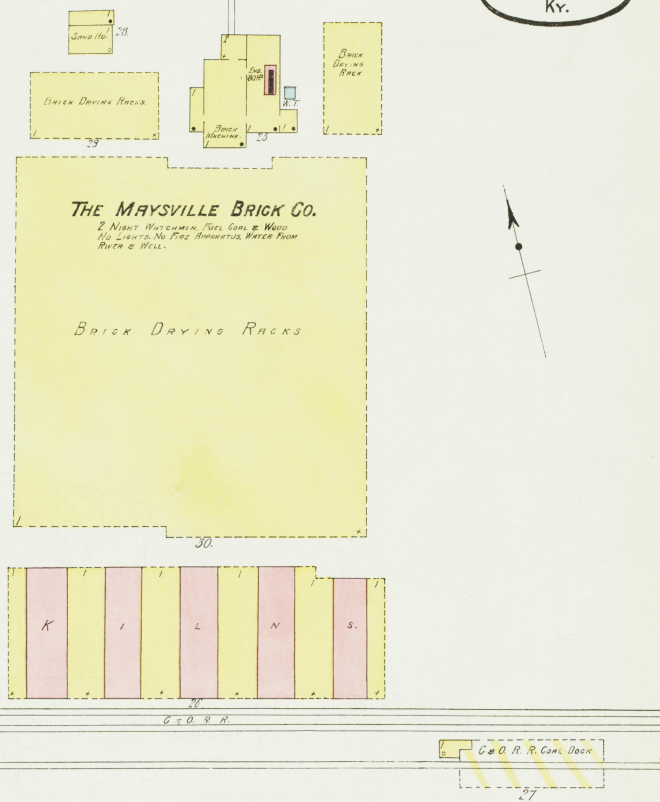 KY.
SAND HO.
28.
ENG.
BOIR
W. T.
BRICK
MACHINE.
25
BRICK
DRYING
RACK
BRICK DRYING RACKS.
29
THE MAYSVILLE BRICK CO.
2 NIGHT WATCHMEN, FUEL COAL & WOOD
NO LIGHTS. NO FIRE APPARATUS, WATER FROM
RIVER & WELL.
BRICK DRYING RACKS
30.
KILNS.
26
C & O. R. R.
C & O. R. R. COAL DOCK
27